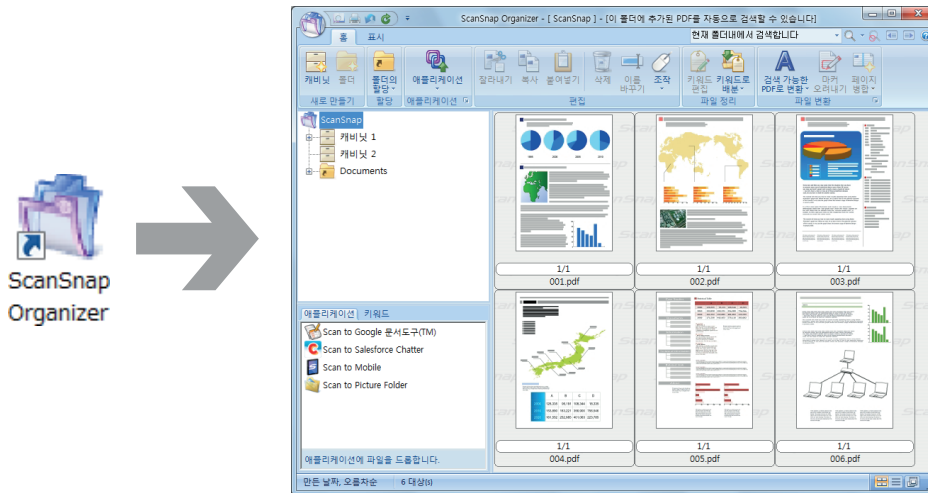 ScanSnap
Organizer
ScanSnap Organizer - [ ScanSnap ] - [이 폴더에 추가된 PDF를 자동으로 검색할 수 있습니다]
홈 표시
현재 폴더내에서 검색합니다
캐비닛 폴더 폴더의 할당 애플리케이션 잘라내기 복사 붙여넣기 삭제 이름 바꾸기 조작 키워드 편집 키워드로 배분 검색 가능한 PDF로 변환 마커 오려내기 페이지 병합
새로 만들기 할당 애플리케이션 편집 파일 정리 파일 변환
ScanSnap
캐비닛 1
캐비닛 2
Documents
1/1 1/1 1/1
001.pdf 002.pdf 003.pdf
애플리케이션 키워드
Scan to Google 문서도구(TM)
Scan to Salesforce Chatter
Scan to Mobile
Scan to Picture Folder
1/1 1/1 1/1
004.pdf 005.pdf 006.pdf
애플리케이션에 파일을 드롭합니다.
만든 날짜, 오름차순 6 대상(s)